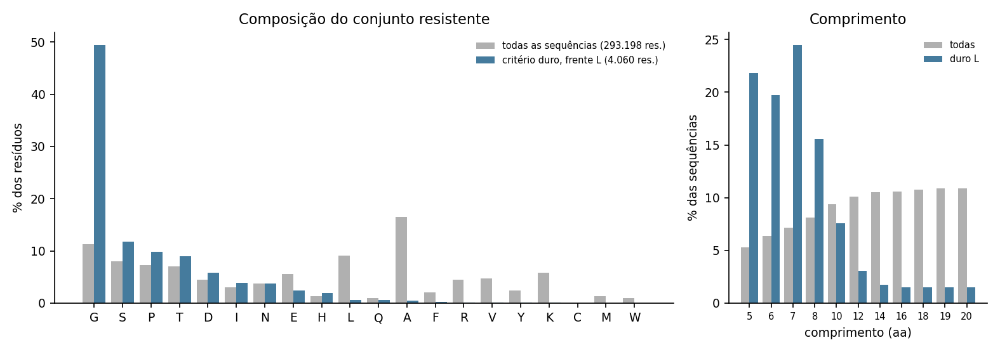 Composição do conjunto resistente
% dos resíduos
50
40
30
20
10
0
todas as sequências (293.198 res.)
critério duro, frente L (4.060 res.)
G S P T D I N E H L Q A F R V Y K C M W
Comprimento
% das sequências
25
20
15
10
5
0
todas
duro L
5 6 7 8 10 12 14 16 18 19 20
comprimento (aa)